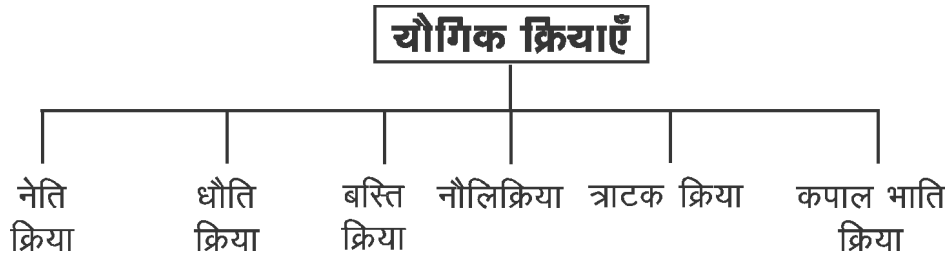 यौगिक क्रियाएँ
नेति क्रिया
धौति क्रिया
बस्ति क्रिया
नौलिक्रिया
त्राटक क्रिया
कपाल भाति क्रिया